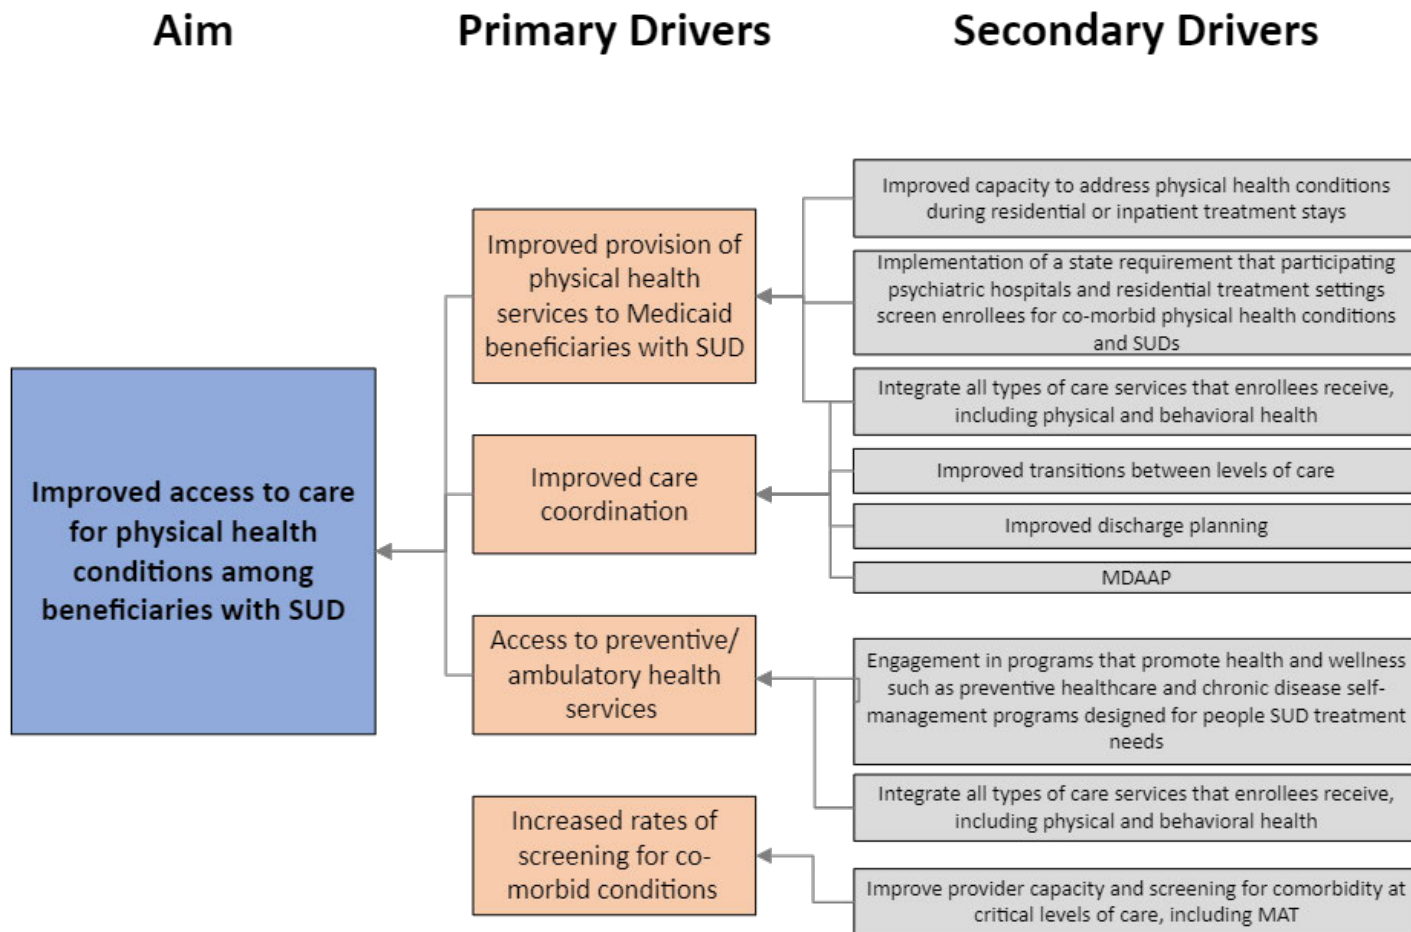 Aim
Primary Drivers
Secondary Drivers
Improved access to care
for physical health
conditions among
beneficiaries with SUD
Improved provision of
physical health
services to Medicaid
beneficiaries with SUD
Improved care
coordination
Access to preventive/
ambulatory health
services
Increased rates of
screening for co-
morbid conditions
Improved capacity to address physical health conditions
during residential or inpatient treatment stays
Implementation of a state requirement that participating
psychiatric hospitals and residential treatment settings
screen enrollees for co-morbid physical health conditions
and SUDs
Integrate all types of care services that enrollees receive,
including physical and behavioral health
Improved transitions between levels of care
Improved discharge planning
MDAAP
Engagement in programs that promote health and wellness
such as preventive healthcare and chronic disease self-
management programs designed for people SUD treatment
needs
Integrate all types of care services that enrollees receive,
including physical and behavioral health
Improve provider capacity and screening for comorbidity at
critical levels of care, including MAT